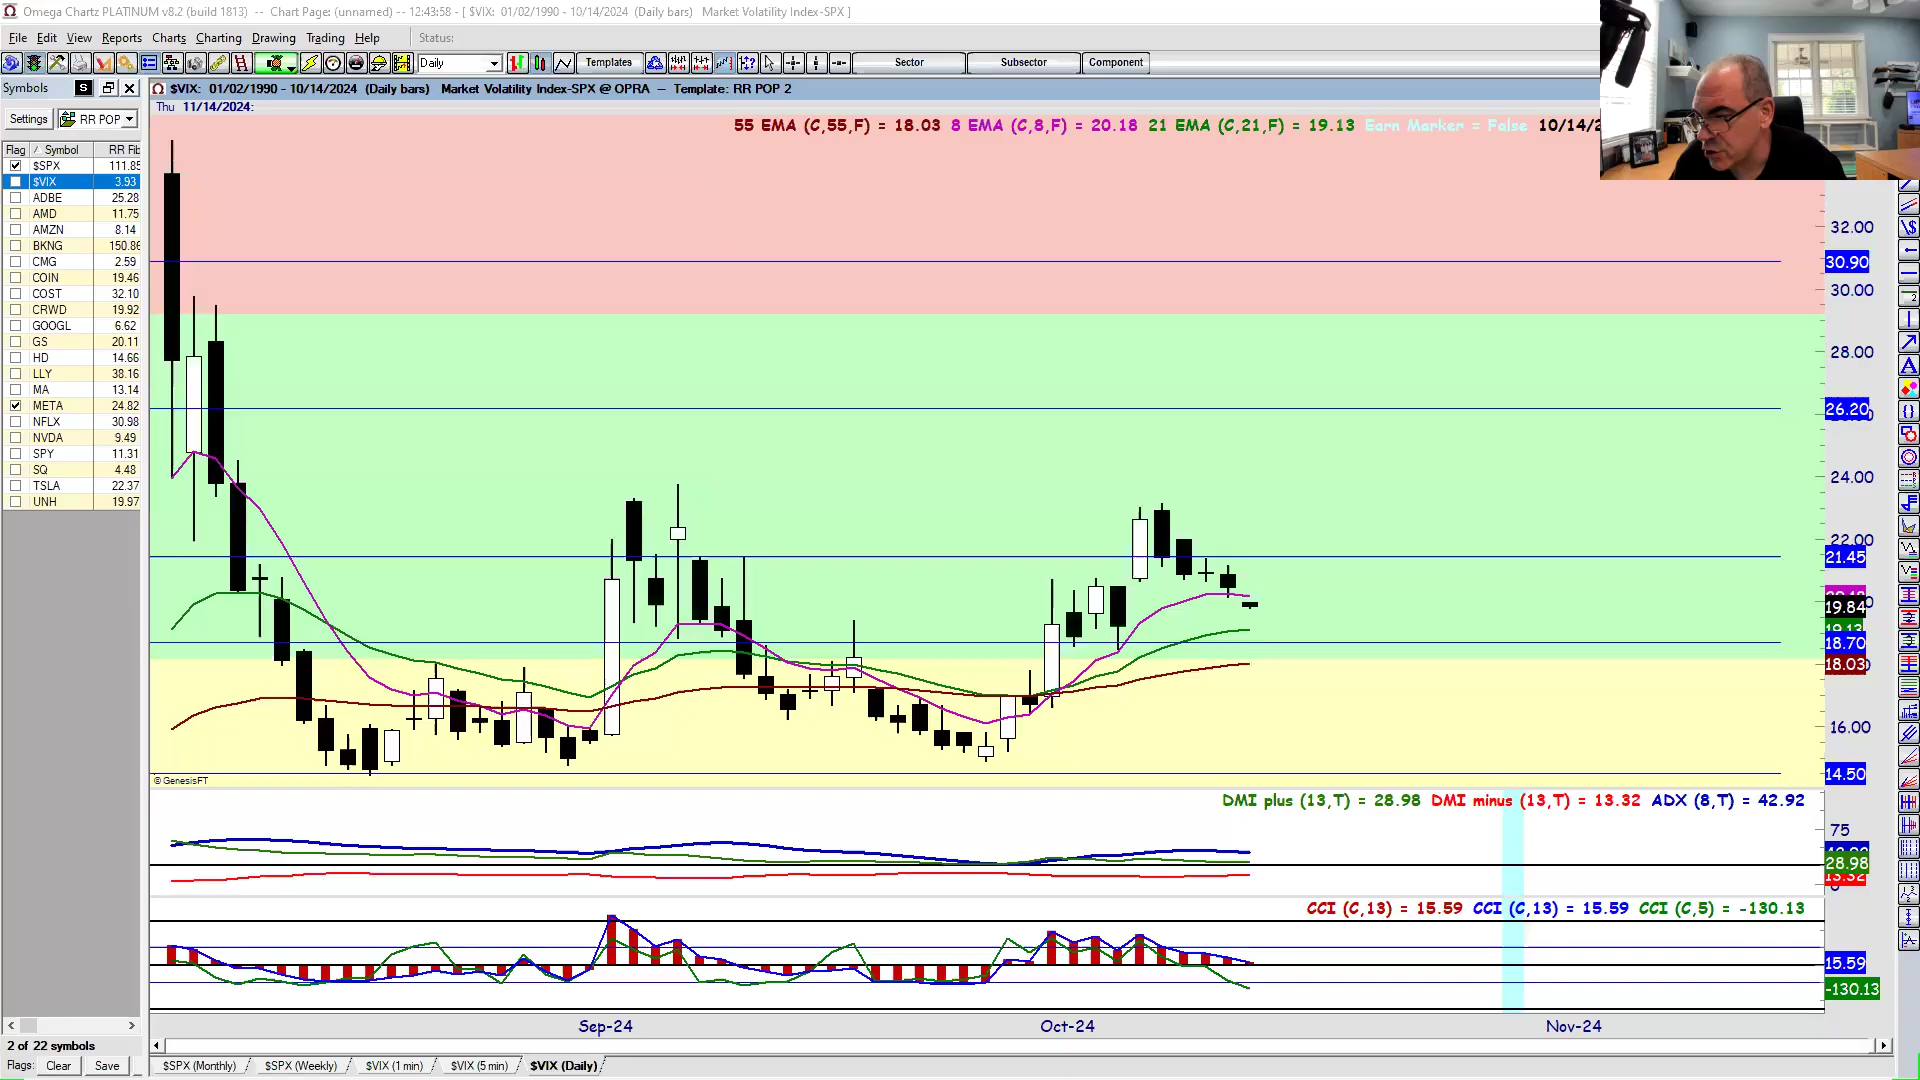 Omega Chartz PLATINUM v8.2 (build 1813) -- Chart Page: (unnamed) -- 12:43:58 - [ $VIX: 01/02/1990 - 10/14/2024 (Daily bars) Market Volatility Index-SPX ]
File Edit View Reports Charts Charting Drawing Trading Help Status:
Daily Templates Sector Subsector Component
Symbols S
$VIX: 01/02/1990 - 10/14/2024 (Daily bars) Market Volatility Index-SPX @ OPRA — Template: RR POP 2
Thu 11/14/2024:
Settings RR POP
55 EMA (C,55,F) = 18.03 8 EMA (C,8,F) = 20.18 21 EMA (C,21,F) = 19.13 Earn Marker = False 10/14/2
Flag Symbol RR Fib
$SPX 111.85
$VIX 3.93
ADBE 25.28
AMD 11.75
AMZN 8.14
BKNG 150.86
CMG 2.59
COIN 19.46
COST 32.10
CRWD 19.92
GOOGL 6.62
GS 20.11
HD 14.66
LLY 38.16
MA 13.14
META 24.82
NFLX 30.98
NVDA 9.49
SPY 11.31
SQ 4.48
TSLA 22.37
UNH 19.97
32.00
30.90
30.00
28.00
26.20
24.00
22.00
21.45
19.84
19.13
18.70
18.03
16.00
14.50
© GenesisFT
DMI plus (13,T) = 28.98 DMI minus (13,T) = 13.32 ADX (8,T) = 42.92
75
28.98
13.32
CCI (C,13) = 15.59 CCI (C,13) = 15.59 CCI (C,5) = -130.13
15.59
-130.13
Sep-24 Oct-24 Nov-24
2 of 22 symbols
Flags: Clear Save
$SPX (Monthly) $SPX (Weekly) $VIX (1 min) $VIX (5 min) $VIX (Daily)